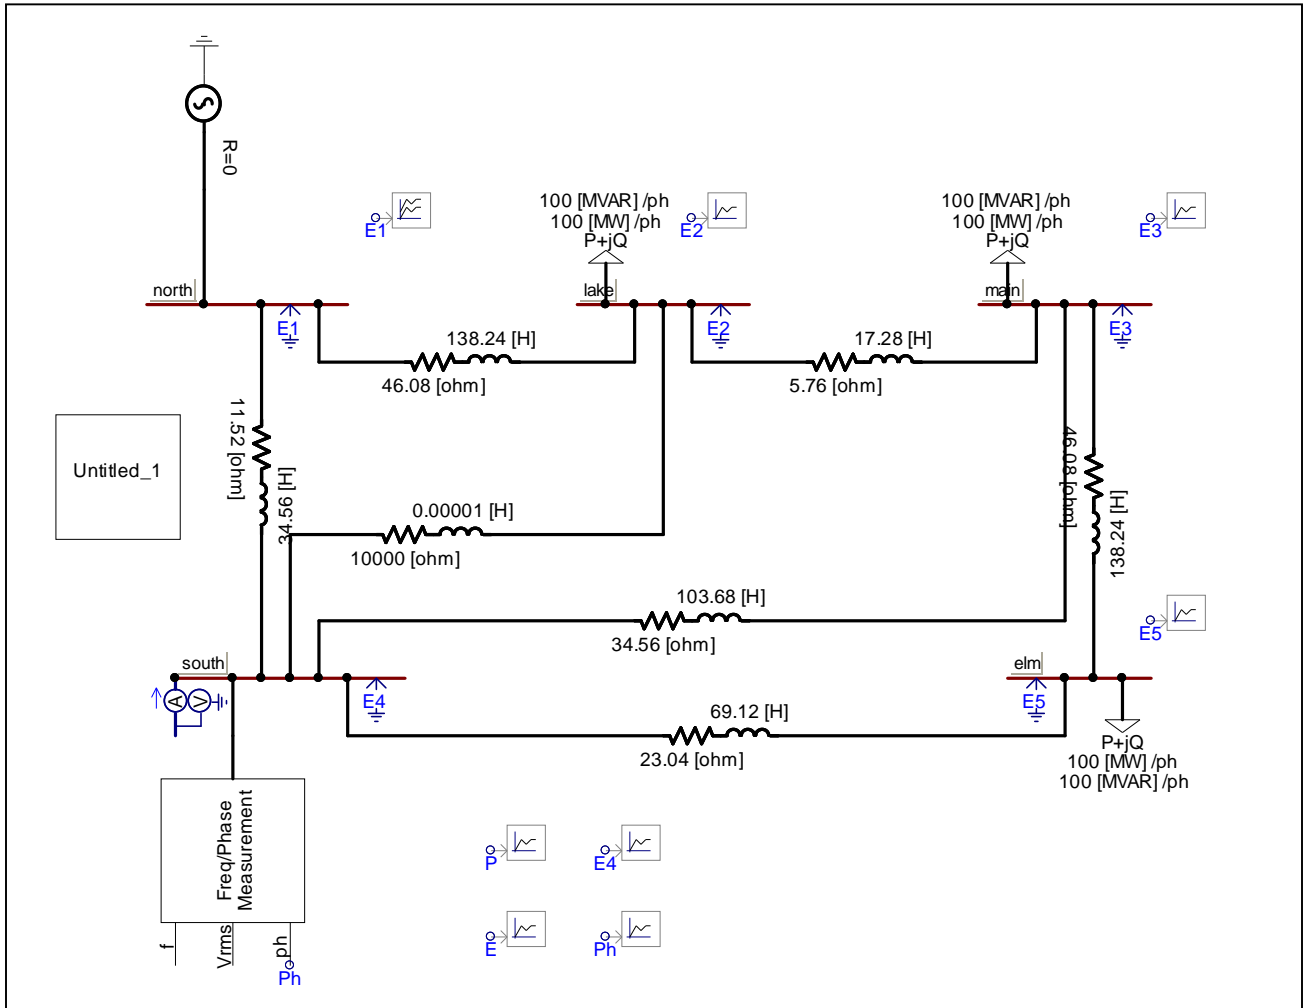 R=0
E1
100 [MVAR] /ph
100 [MW] /ph
P+jQ
E2
100 [MVAR] /ph
100 [MW] /ph
P+jQ
E3
north
E1
lake
E2
main
E3
138.24 [H]
46.08 [ohm]
17.28 [H]
5.76 [ohm]
11.52 [ohm]
34.56 [H]
46.08 [ohm]
138.24 [H]
Untitled_1
0.00001 [H]
10000 [ohm]
103.68 [H]
34.56 [ohm]
E5
south
A
V
E4
elm
E5
69.12 [H]
23.04 [ohm]
P+jQ
100 [MW] /ph
100 [MVAR] /ph
Freq/Phase
Measurement
f
Vrms
ph
Ph
P
E4
E
Ph